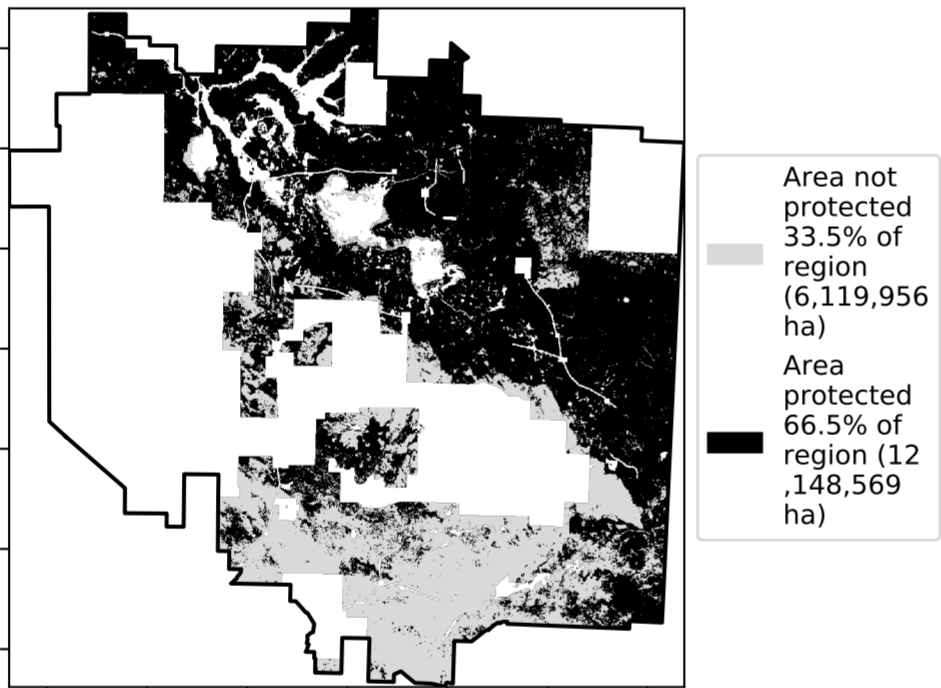 Area not
protected
33.5% of
region
(6,119,956
ha)
Area
protected
66.5% of
region (12
,148,569
ha)